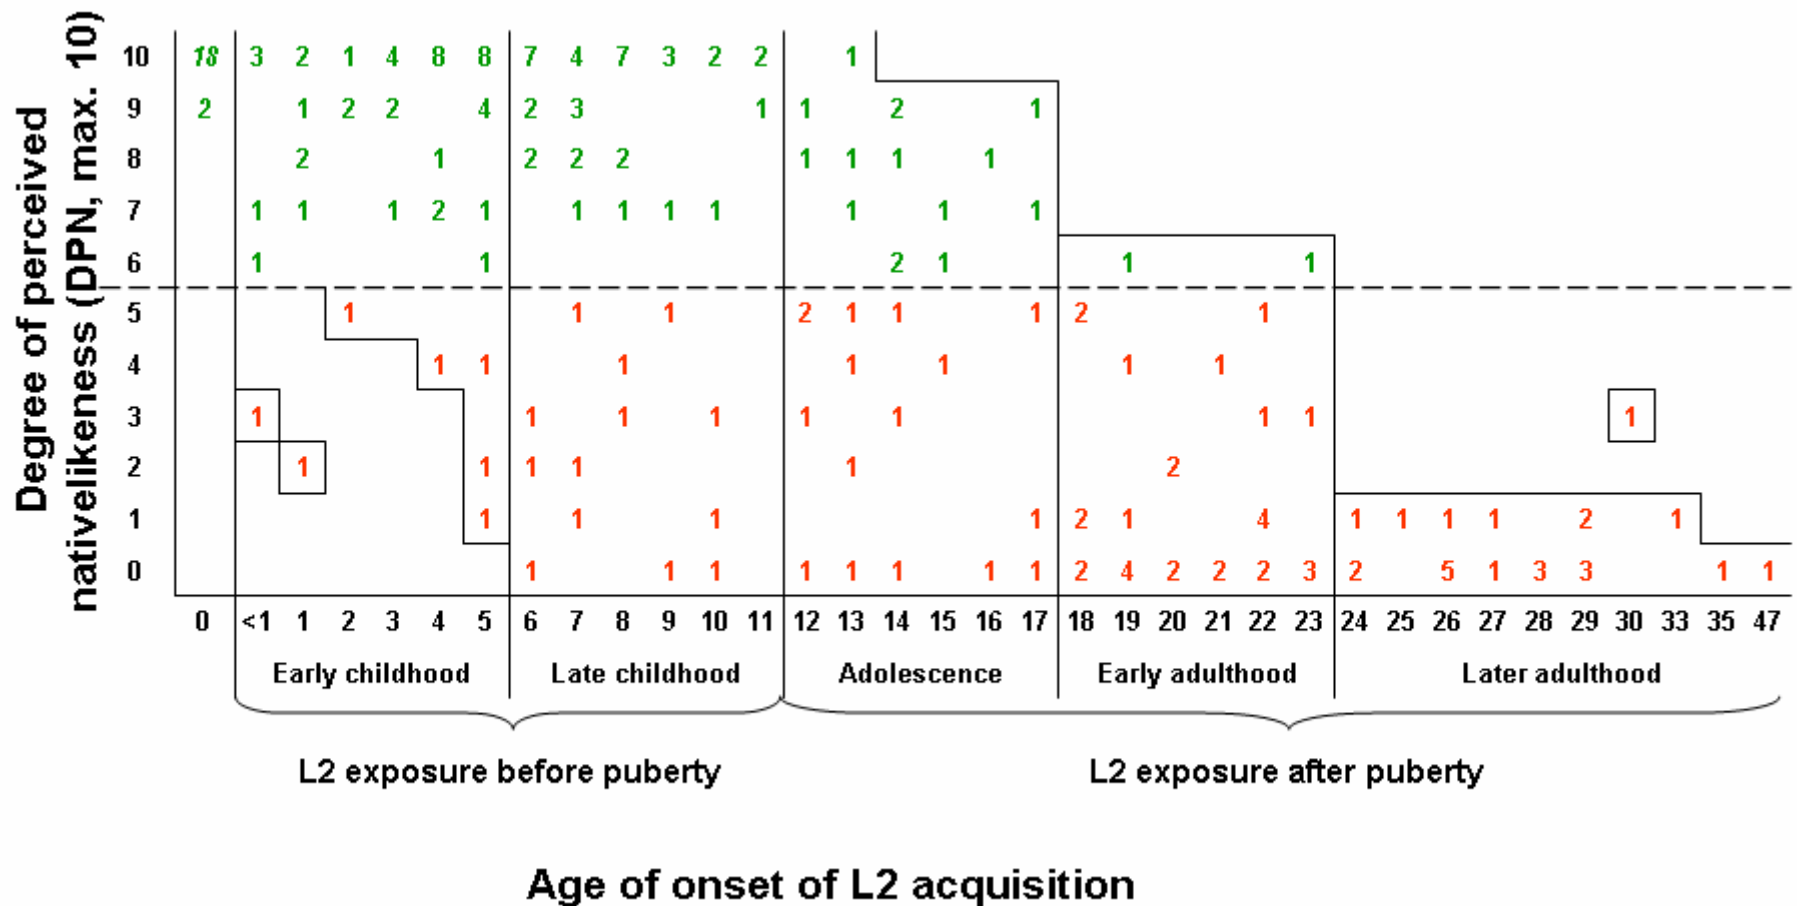 Degree of perceived
nativelikeness (DPN, max. 10)
10 18 3 2 1 4 8 8 7 4 7 3 2 2 1
9 2 1 2 2 4 2 3 1 1 2 1
8 2 1 2 2 2 1 1 1 1
7 1 1 1 2 1 1 1 1 1 1 1 1
6 1 1 2 1 1 1
5 1 1 1 2 1 1 1 2 1
4 1 1 1 1 1 1 1
3 1 1 1 1 1 1 1 1 1
2 1 1 1 1 1 2
1 1 1 1 1 2 1 4 1 1 1 1 2 1
0 1 1 1 1 1 1 1 1 2 4 2 2 2 3 2 5 1 3 3 1 1
0 <1 1 2 3 4 5 6 7 8 9 10 11 12 13 14 15 16 17 18 19 20 21 22 23 24 25 26 27 28 29 30 33 35 47
Early childhood Late childhood Adolescence Early adulthood Later adulthood
L2 exposure before puberty L2 exposure after puberty
Age of onset of L2 acquisition